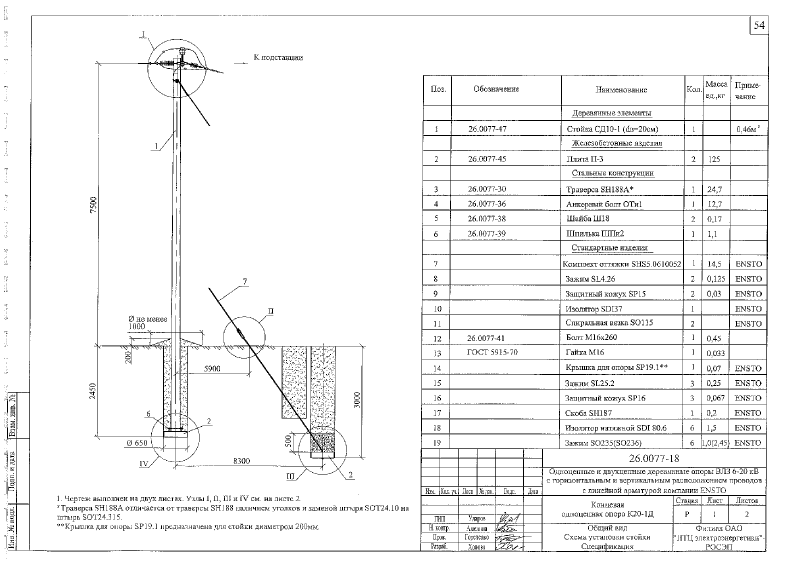 54
I
К подстанции
1
7500
7
II
Ø не менее
1000
200
5900
2450
3000
6
2
Ø 650
500
IV
8300
III
2
Поз.
Обозначение
Наименование
Кол.
Масса ед.,кг
Приме-чание
Деревянные элементы
1 26.0077-47 Стойка СД10-1 (dв=20см) 1 0,46м³
Железобетонные изделия
2 26.0077-45 Плита П-3 2 125
Стальные конструкции
3 26.0077-30 Траверса SH188A* 1 24,7
4 26.0077-36 Анкерный болт ОТи1 1 12,7
5 26.0077-38 Шайба Ш18 2 0,17
6 26.0077-39 Шпилька ШПи2 1 1,1
Стандартные изделия
7 Комплект оттяжки SHS5.0610052 1 14,5 ENSTO
8 Зажим SL4.26 2 0,125 ENSTO
9 Защитный кожух SP15 2 0,03 ENSTO
10 Изолятор SDI37 1 ENSTO
11 Спиральная вязка SO115 2 ENSTO
12 26.0077-41 Болт М16х260 1 0,45
13 ГОСТ 5915-70 Гайка М16 1 0,033
14 Крышка для опоры SP19.1** 1 0,07 ENSTO
15 Зажим SL25.2 3 0,25 ENSTO
16 Защитный кожух SP16 3 0,067 ENSTO
17 Скоба SH187 1 0,2 ENSTO
18 Изолятор натяжной SDI 80.6 6 1,5 ENSTO
19 Зажим SO235(SO236) 6 1,0(2,45) ENSTO
26.0077-18
Одноцепные и двухцепные деревянные опоры ВЛЗ 6-20 кВ
с горизонтальным и вертикальным расположением проводов
с линейной арматурой компании ENSTO
Изм. Кол.уч. Лист №док. Подп. Дата
Концевая
одноцепная опора К20-1Д
Стадия Лист Листов
Р 1 2
ГИП Ударов
Н. контр. Амелина
Пров. Гореленко
Разраб.
Общий вид
Схема установки стойки
Спецификация
Филиал ОАО
"НТЦ электроэнергетики"-
РОСЭП
1. Чертеж выполнен на двух листах. Узлы I, II, III и IV см. на листе 2.
*Траверса SH188A отличается от траверсы SH188 наличием уголков и заменой штыря SOT24.10 на
штырь SOT24.315.
**Крышка для опоры SP19.1 предназначена для стойки диаметром 200мм.
Взам. инв. №
Подп. и дата
Инв. № подл.